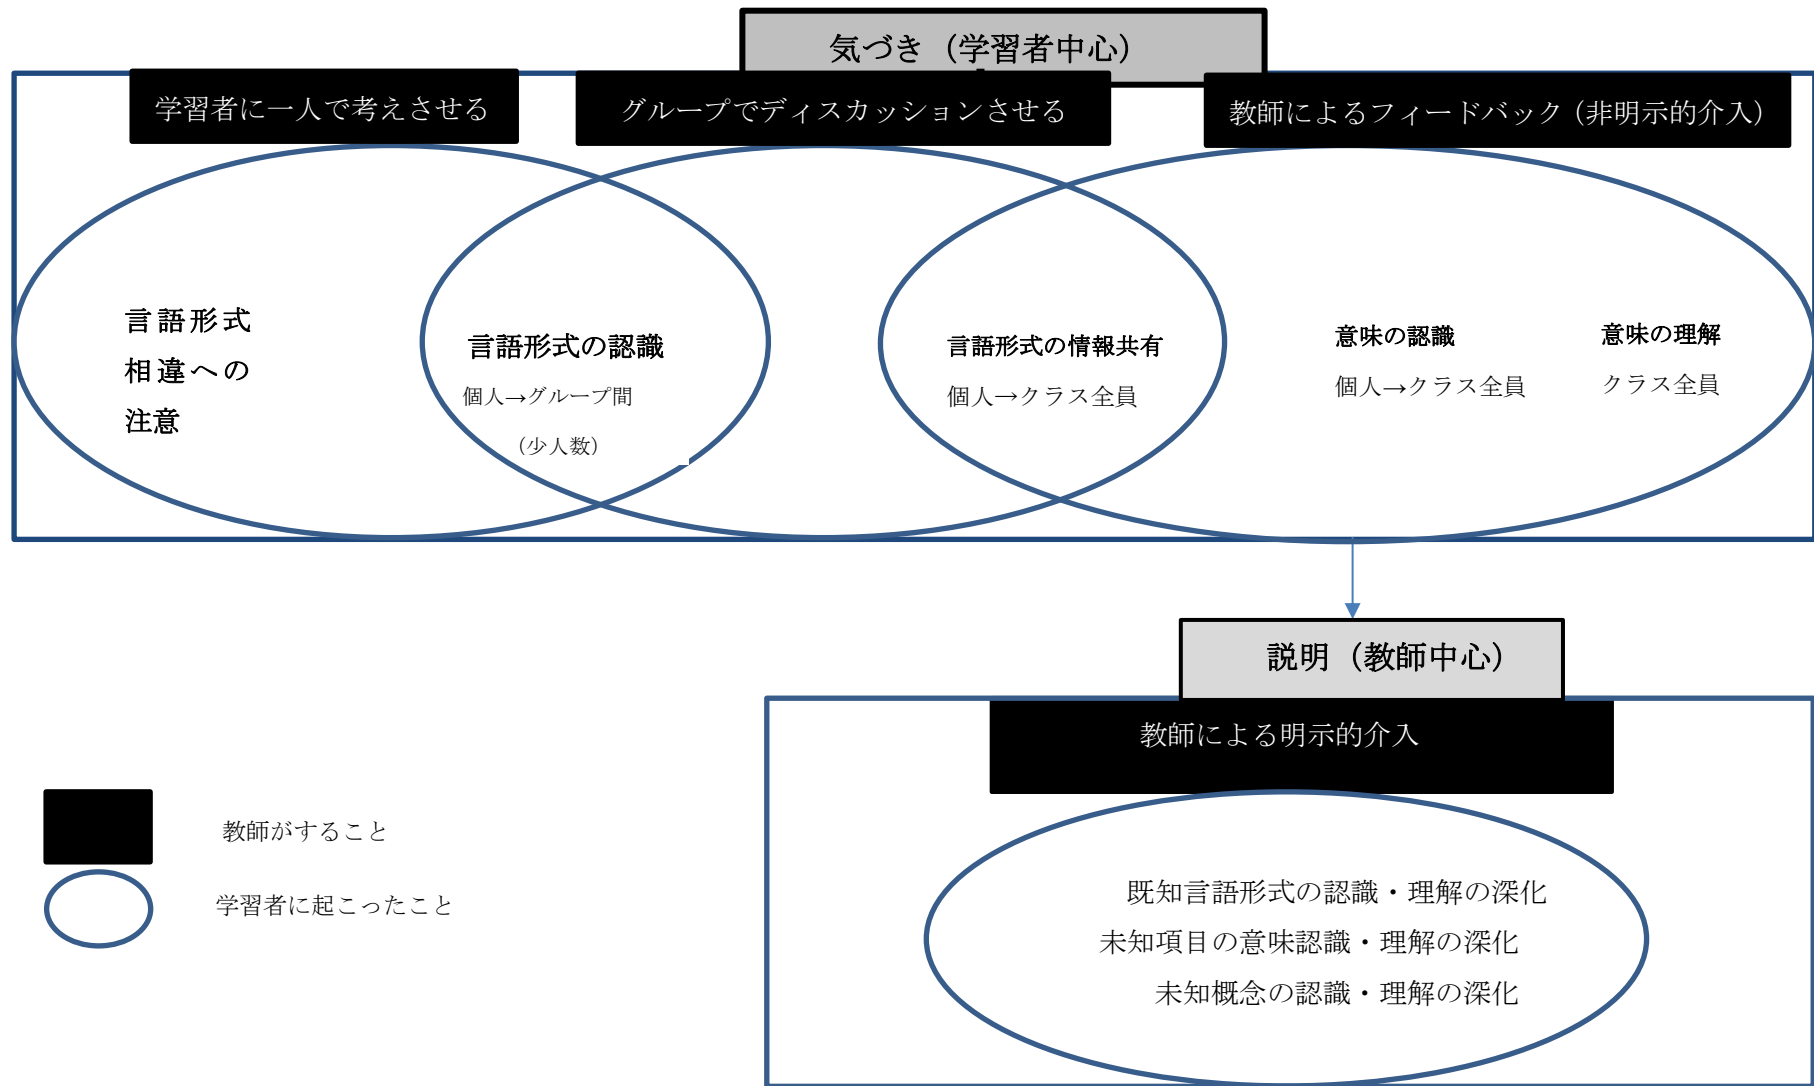 気づき（学習者中心）
学習者に一人で考えさせる
グループでディスカッションさせる
教師によるフィードバック（非明示的介入）
言語形式
相違への
注意
言語形式の認識
個人→グループ間
（少人数）
言語形式の情報共有
個人→クラス全員
意味の認識
個人→クラス全員
意味の理解
クラス全員
説明（教師中心）
教師による明示的介入
既知言語形式の認識・理解の深化
未知項目の意味認識・理解の深化
未知概念の認識・理解の深化
教師がすること
学習者に起こったこと